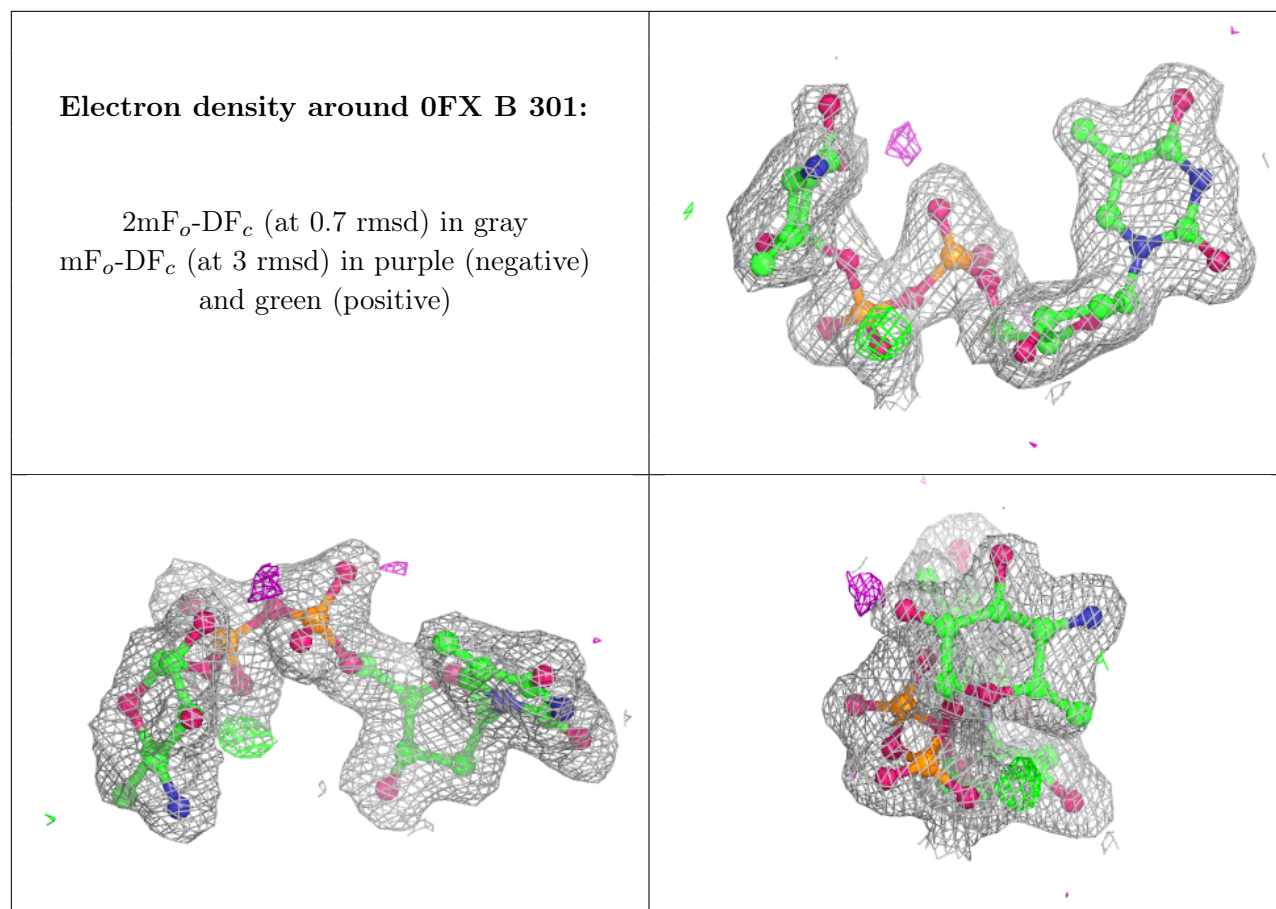 Electron density around 0FX B 301:
2mFₒ-DF𝒸 (at 0.7 rmsd) in gray
mFₒ-DF𝒸 (at 3 rmsd) in purple (negative)
and green (positive)